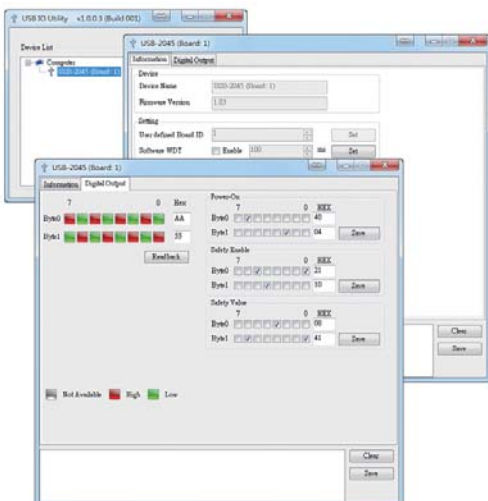 USB IO Utility v1.0.0.3 (Build 001)
Device List
Computer
USB-2045 (Board: 1)
USB-2045 (Board: 1)
Information Digital Output
Device
Device Name USB-2045 (Board: 1)
Firmware Version 1.03
Setting
User defined Board ID 1 Set
Software WDT Enable 100 ms Set
Clear
Save
USB-2045 (Board: 1)
Information Digital Output
7 0 Hex
Byte0 AA
Byte1 55
Readback
Not Available High Low
Power-On
7 0 HEX
Byte0 40
Byte1 04 Save
Safety Enable
7 0 HEX
Byte0 21
Byte1 10 Save
Safety Value
7 0 HEX
Byte0 08
Byte1 41 Save
Clear
Save